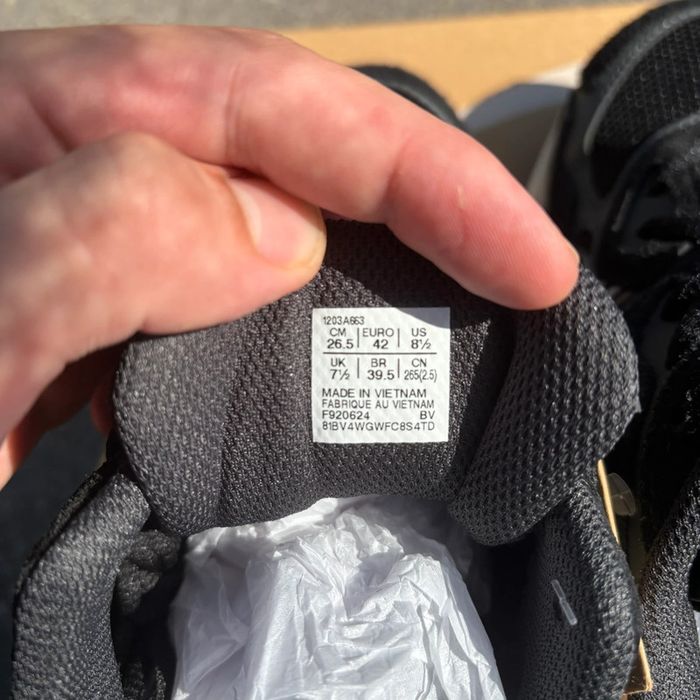 1203A663
CM EURO US
26.5 42 8½
UK BR CN
7½ 39.5 265(2.5)
MADE IN VIETNAM
FABRIQUE AU VIETNAM
F920624 BV
81BV4WGWFC8S4TD